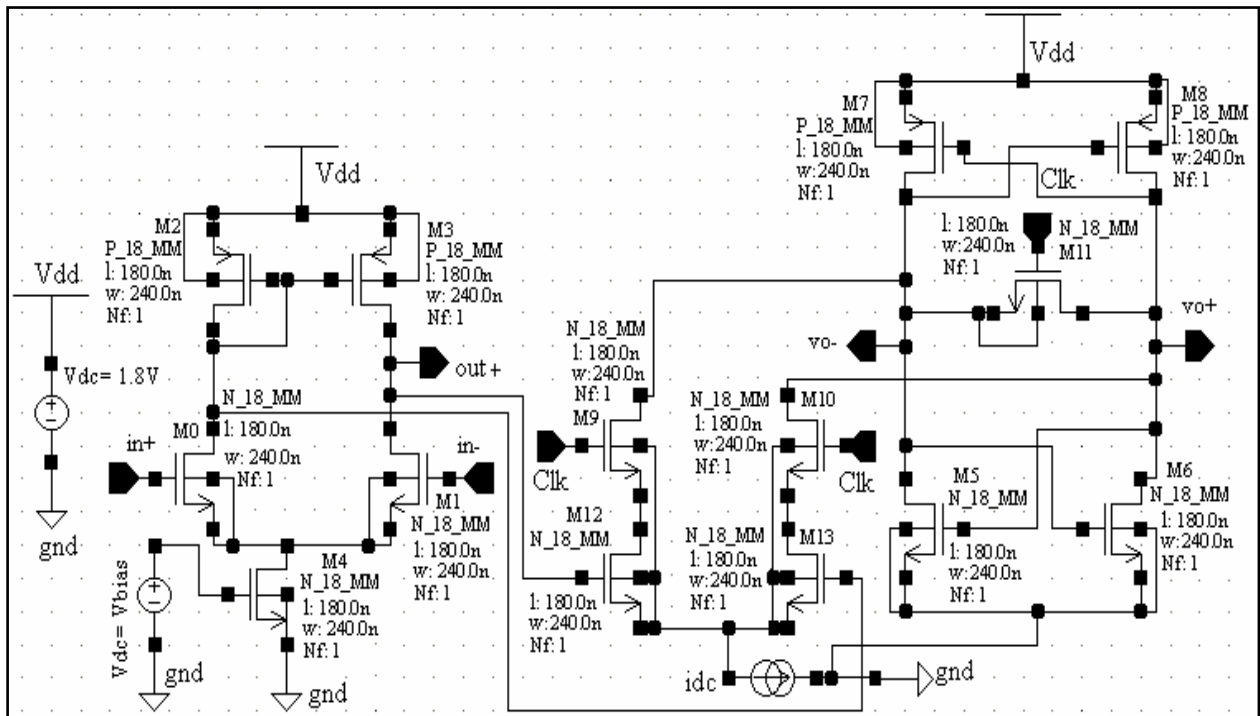 Vdd
Vdc= 1.8V
gnd
Vdd
M2
P_18_MM
l: 180.0n
w: 240.0n
Nf: 1
M3
P_18_MM
l: 180.0n
w: 240.0n
Nf: 1
out+
N_18_MM
M0
l: 180.0n
w: 240.0n
Nf: 1
in+
in-
M1
N_18_MM
l: 180.0n
w: 240.0n
Nf: 1
M4
N_18_MM
l: 180.0n
w: 240.0n
Nf: 1
Vdc= Vbias
gnd
gnd
N_18_MM
l: 180.0n
w:240.0n
Nf: 1
M9
Clk
M12
N_18_MM
l: 180.0n
w: 240.0n
Nf: 1
M10
N_18_MM
l: 180.0n
w:240.0n
Nf: 1
Clk
N_18_MM
M13
l: 180.0n
w:240.0n
Nf: 1
idc
gnd
Vdd
M7
P_18_MM
l: 180.0n
w: 240.0n
Nf: 1
M8
P_18_MM
l: 180.0n
w: 240.0n
Nf: 1
Clk
l: 180.0n
w:240.0n
Nf: 1
N_18_MM
M11
vo-
vo+
M5
N_18_MM
l: 180.0n
w: 240.0n
Nf: 1
M6
N_18_MM
l: 180.0n
w: 240.0n
Nf: 1